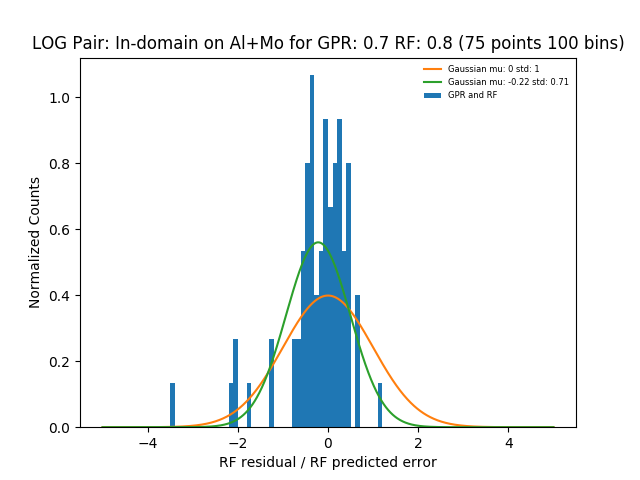 LOG Pair: In-domain on Al+Mo for GPR: 0.7 RF: 0.8 (75 points 100 bins)
Gaussian mu: 0 std: 1
Gaussian mu: -0.22 std: 0.71
GPR and RF
1.0
0.8
0.6
0.4
0.2
0.0
Normalized Counts
−4
−2
0
2
4
RF residual / RF predicted error